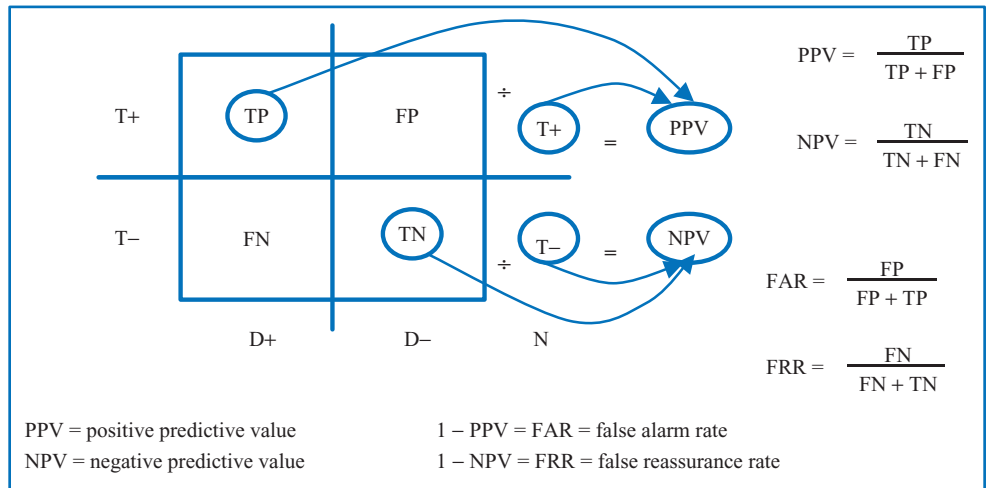 T+
TP
FP
÷
T+
=
PPV
T−
FN
TN
÷
T−
=
NPV
D+
D−
N
PPV = TP
TP + FP
NPV = TN
TN + FN
FAR = FP
FP + TP
FRR = FN
FN + TN
PPV = positive predictive value
1 − PPV = FAR = false alarm rate
NPV = negative predictive value
1 − NPV = FRR = false reassurance rate